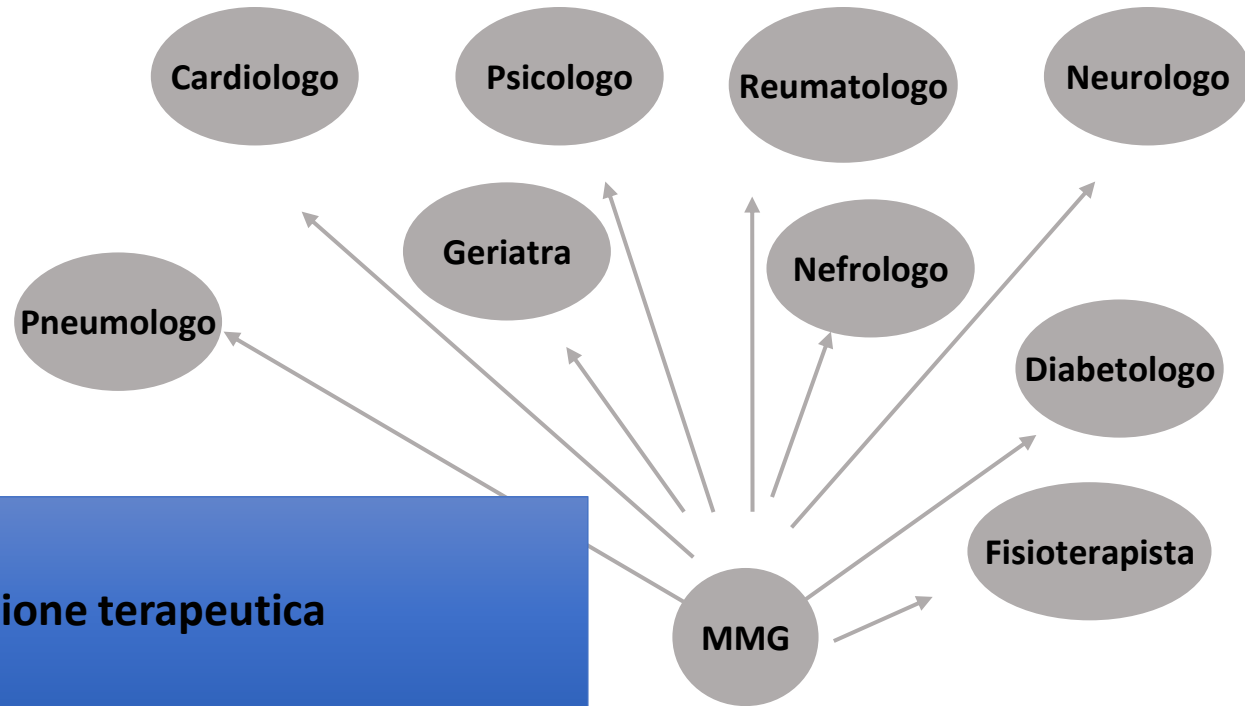 Cardiologo
Psicologo
Reumatologo
Neurologo
Geriatra
Nefrologo
Pneumologo
Diabetologo
Fisioterapista
ione terapeutica
MMG